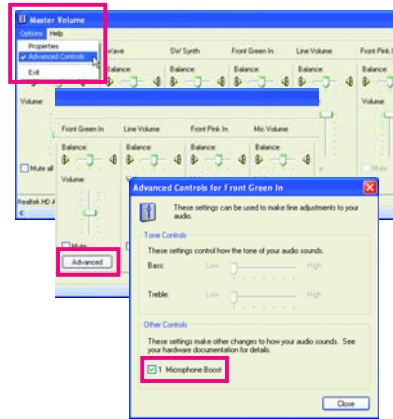 Master Volume
Options Help
Properties
Advanced Controls
Exit
Wave
SW Synth
Front Green In
Line Volume
Front Pink I
Balance:
Balance:
Balance:
Balance:
Balance:
Volume:
Volume:
Mute all
Mute
Realtek HD A
Front Green In
Line Volume
Front Pink In
Mic Volume
Balance:
Balance:
Balance:
Balance:
Volume:
Mute
Advanced
Advanced Controls for Front Green In
These settings can be used to make fine adjustments to your
audio.
Tone Controls
These settings control how the tone of your audio sounds.
Bass: Low High
Treble: Low High
Other Controls
These settings make other changes to how your audio sounds. See
your hardware documentation for details.
1 Microphone Boost
Close